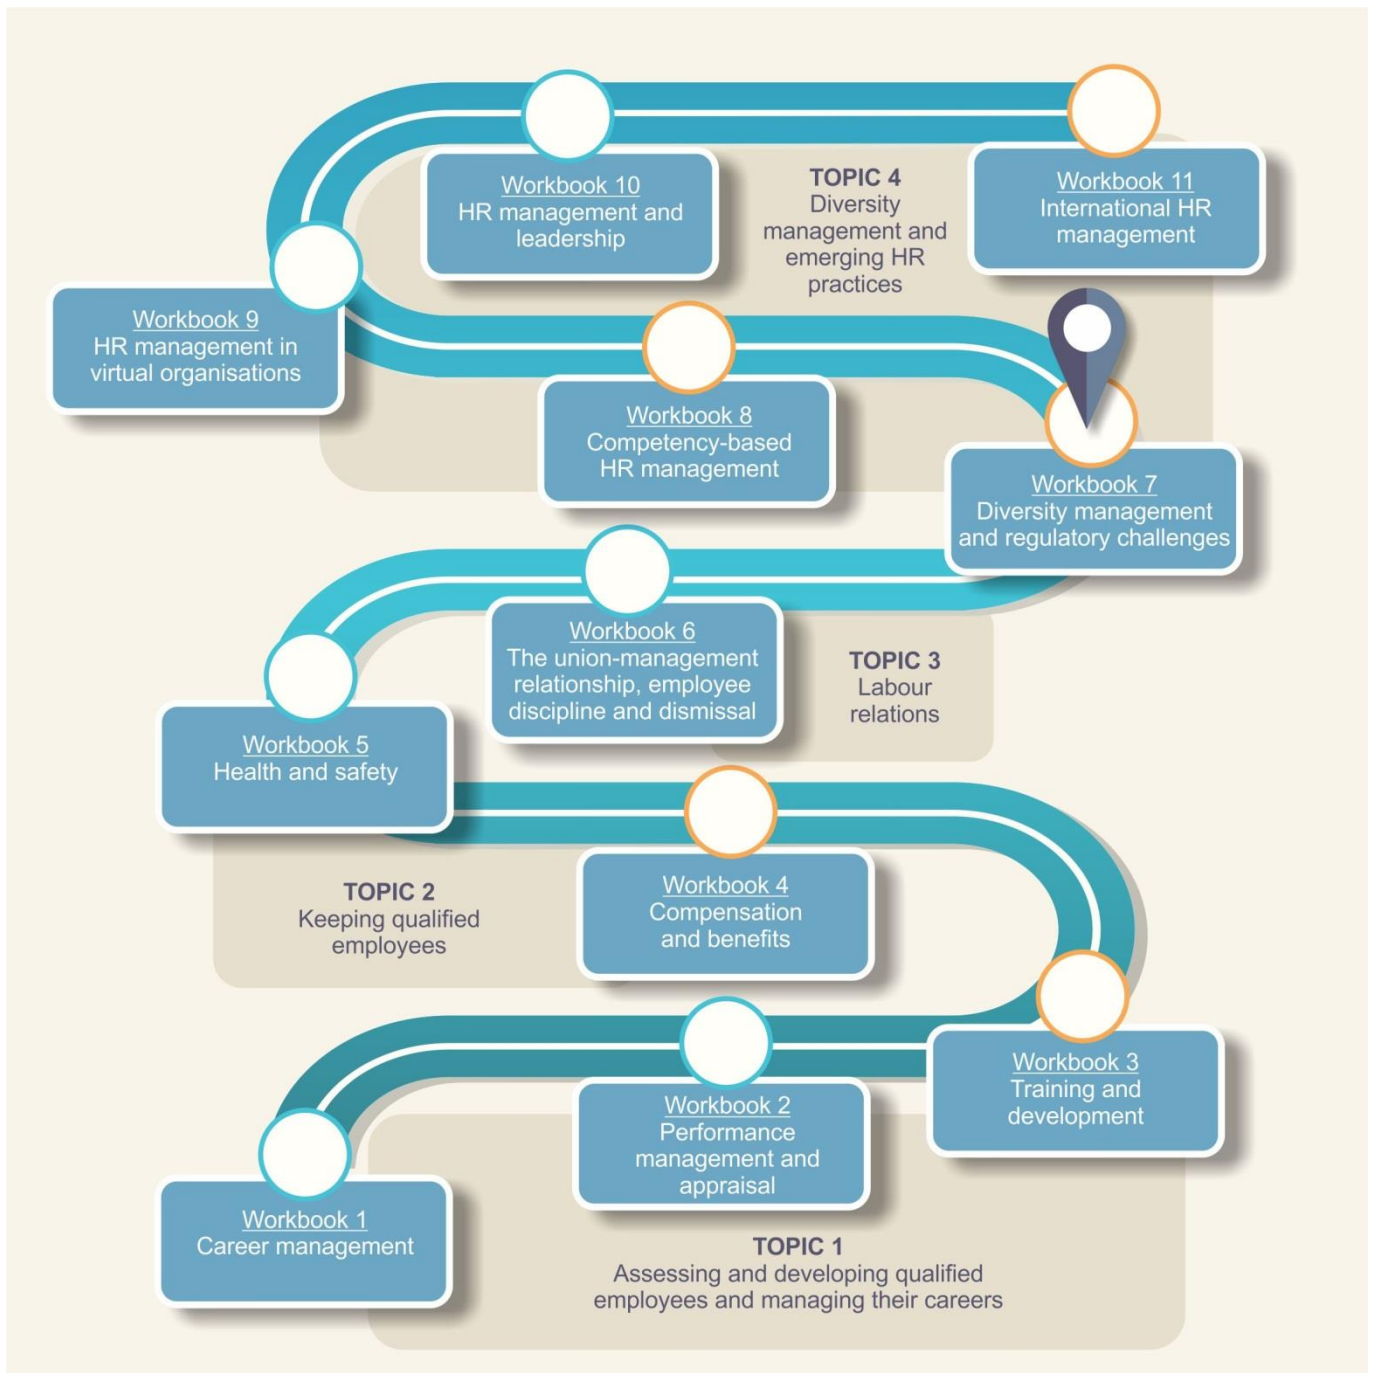 Workbook 10
HR management and
leadership
TOPIC 4
Diversity
management and
emerging HR
practices
Workbook 11
International HR
management
Workbook 9
HR management in
virtual organisations
Workbook 8
Competency-based
HR management
Workbook 7
Diversity management
and regulatory challenges
Workbook 6
The union-management
relationship, employee
discipline and dismissal
TOPIC 3
Labour
relations
Workbook 5
Health and safety
TOPIC 2
Keeping qualified
employees
Workbook 4
Compensation
and benefits
Workbook 3
Training and
development
Workbook 2
Performance
management and
appraisal
Workbook 1
Career management
TOPIC 1
Assessing and developing qualified
employees and managing their careers